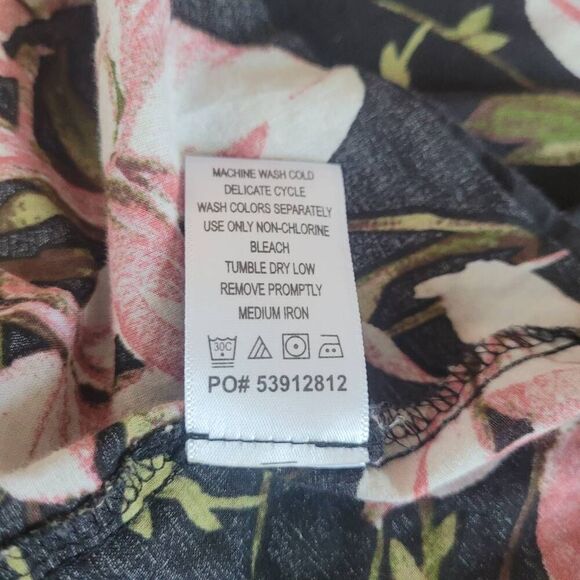 MACHINE WASH COLD
DELICATE CYCLE
WASH COLORS SEPARATELY
USE ONLY NON-CHLORINE
BLEACH
TUMBLE DRY LOW
REMOVE PROMPTLY
MEDIUM IRON
30C
PO# 53912812